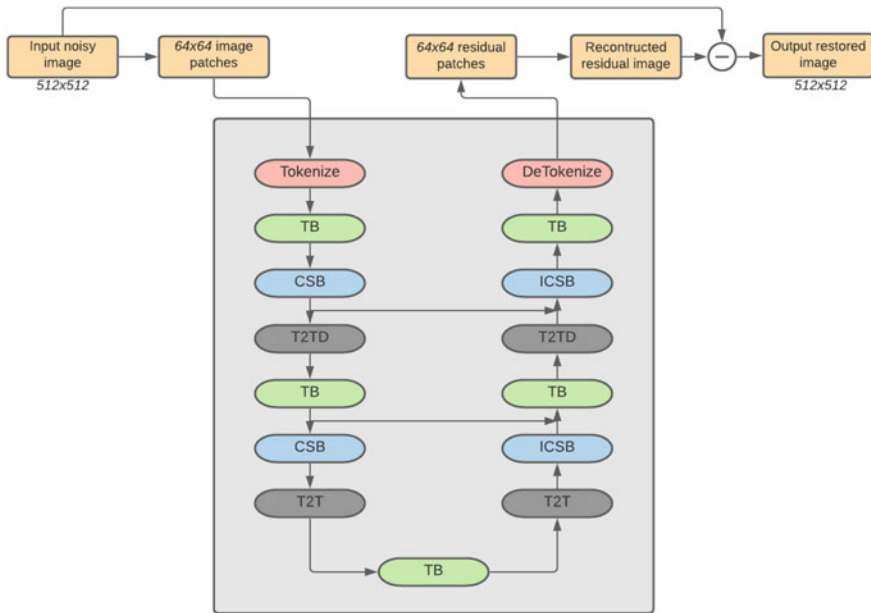 Input noisy
image
512x512
64x64 image
patches
64x64 residual
patches
Recontructed
residual image
Output restored
image
512x512
Tokenize
TB
CSB
T2TD
TB
CSB
T2T
TB
T2T
ICSB
TB
T2TD
ICSB
TB
DeTokenize